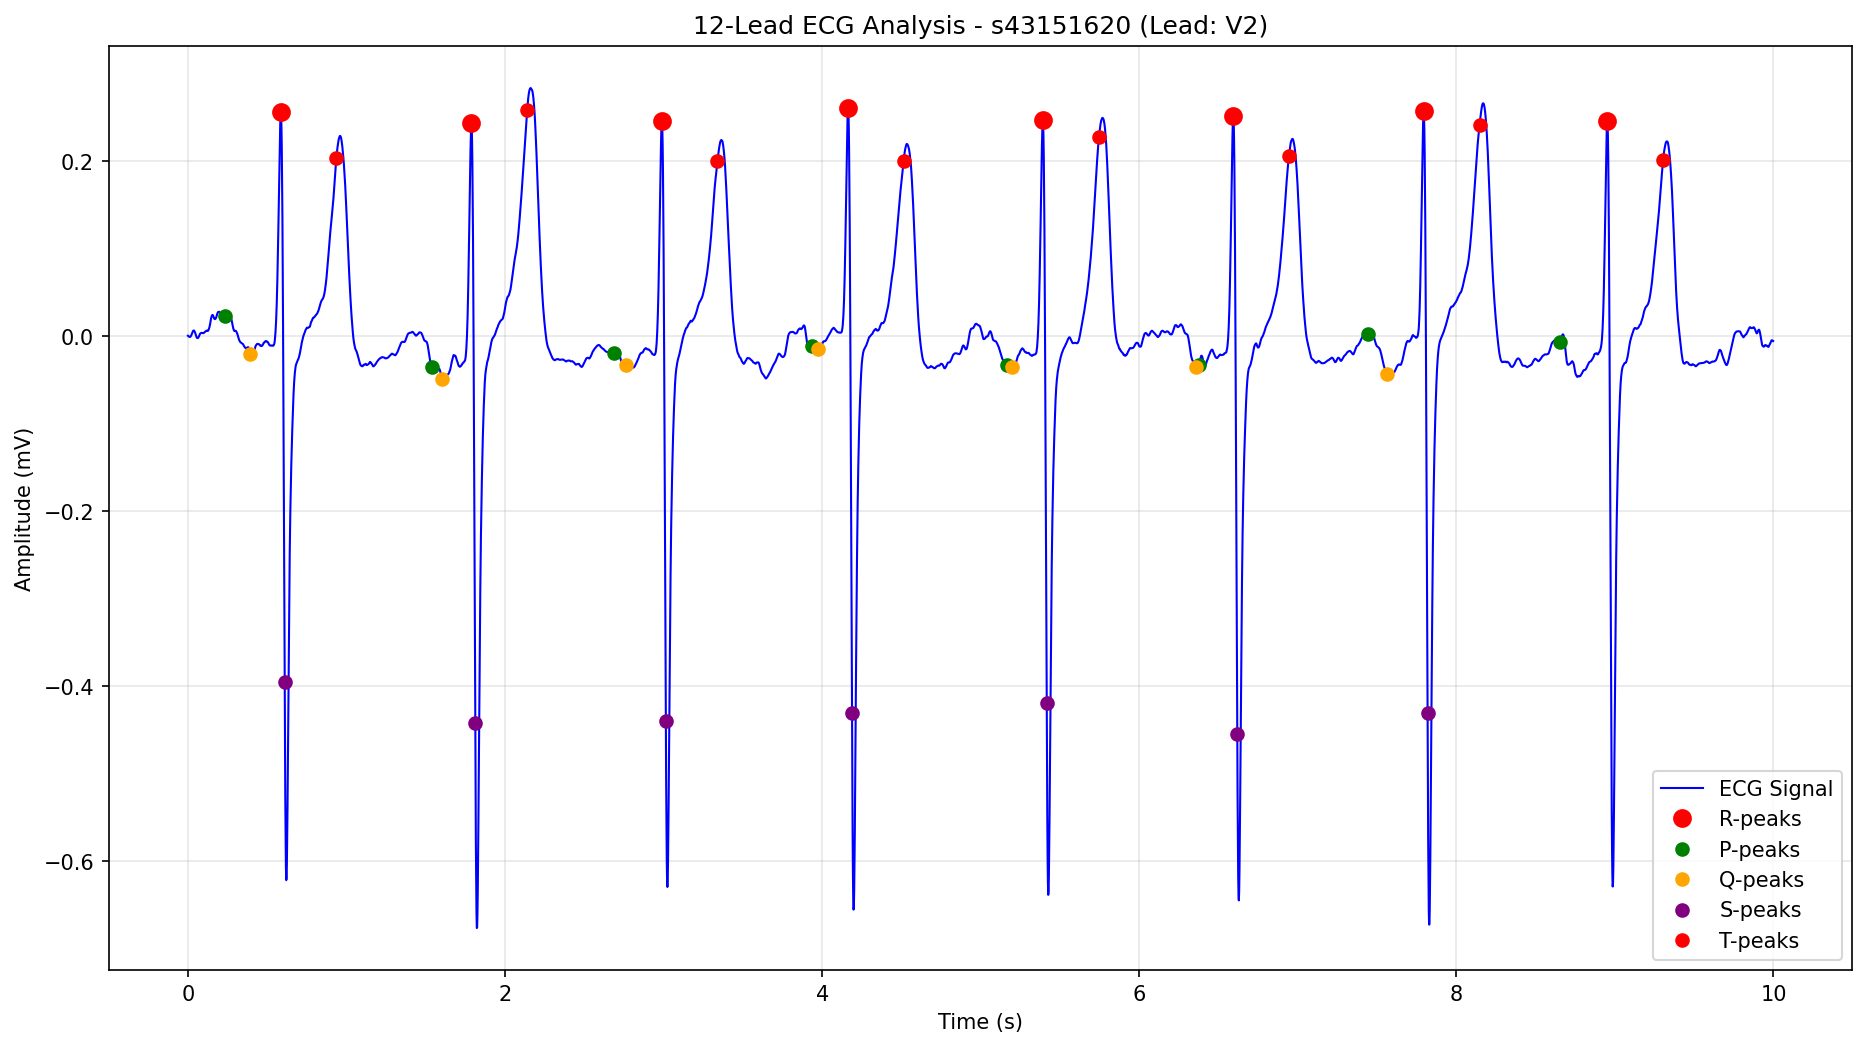 12-Lead ECG Analysis - s43151620 (Lead: V2)
Amplitude (mV)
0.2
0.0
−0.2
−0.4
−0.6
0
2
4
6
8
10
Time (s)
ECG Signal
R-peaks
P-peaks
Q-peaks
S-peaks
T-peaks